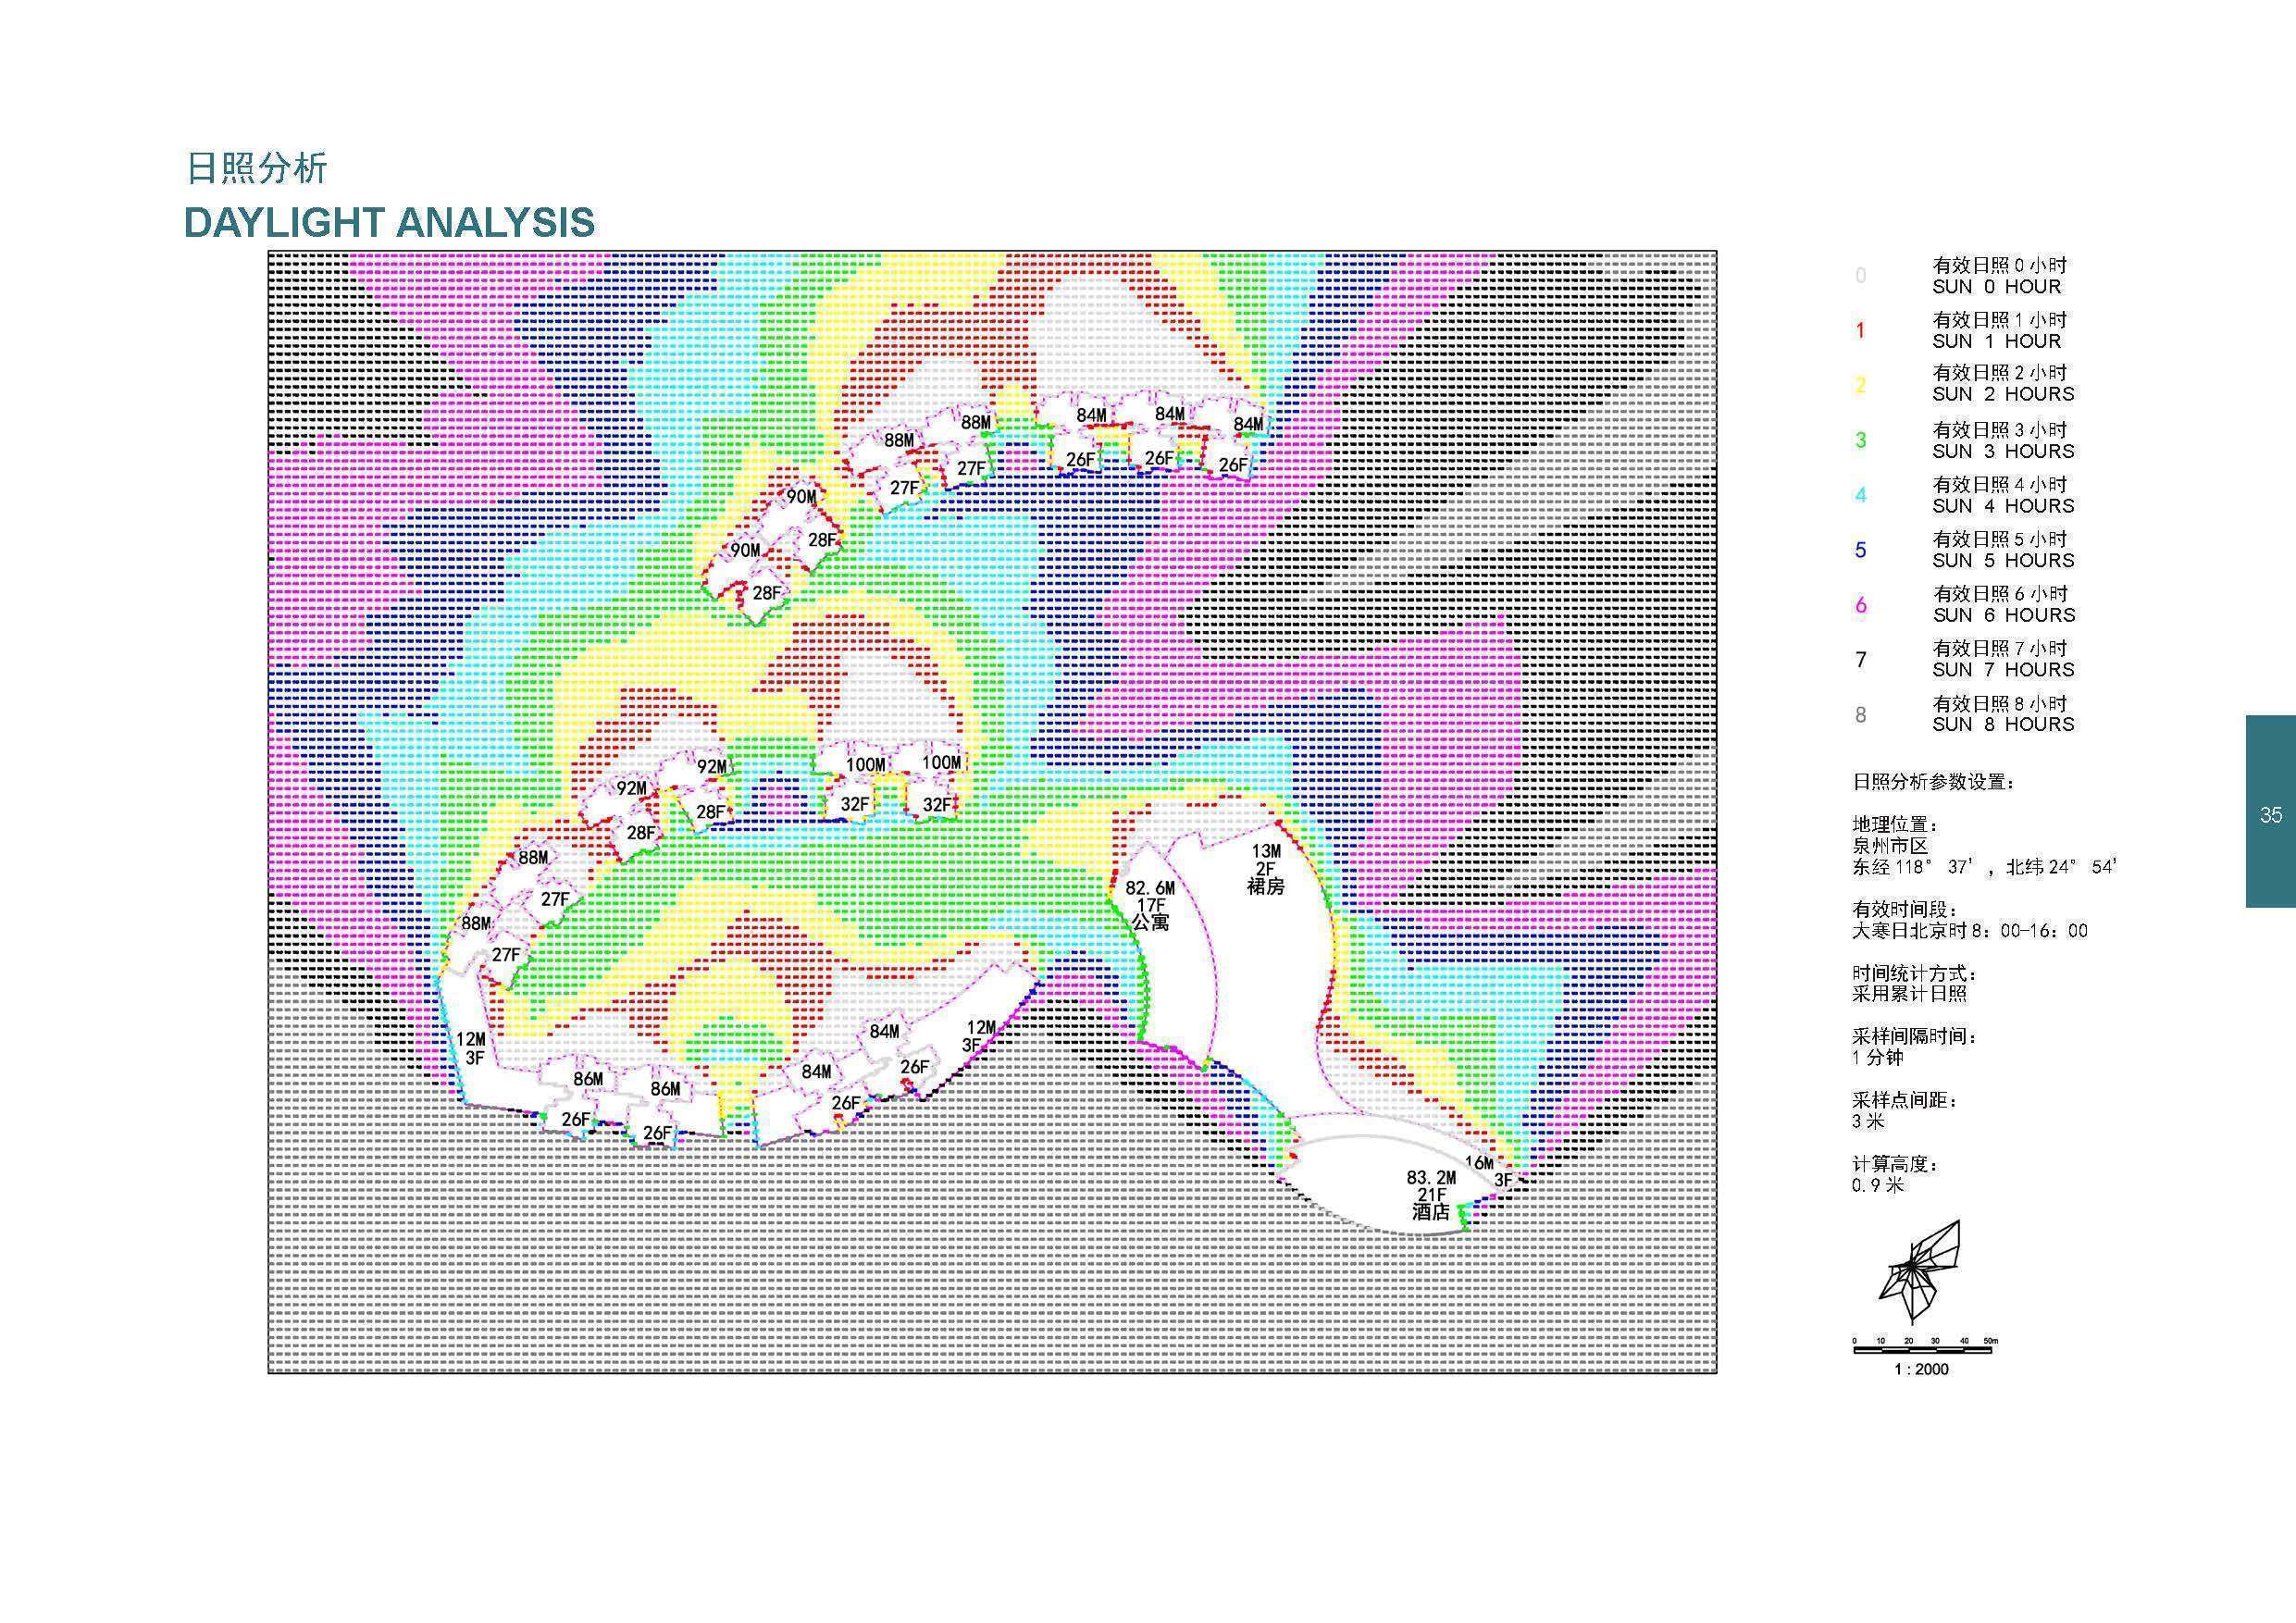 日照分析
DAYLIGHT ANALYSIS
88M
84M
84M
84M
88M
27F
26F
26F
26F
27F
90M
28F
90M
28F
92M
100M
100M
92M
28F
32F
32F
28F
88M
27F
88M
27F
12M
3F
86M
86M
26F
26F
84M
84M
12M
3F
26F
26F
13M
2F
裙房
82.6M
17F
公寓
16M
3F
83.2M
21F
酒店
0 有效日照 0 小时
SUN 0 HOUR
1 有效日照 1 小时
SUN 1 HOUR
2 有效日照 2 小时
SUN 2 HOURS
3 有效日照 3 小时
SUN 3 HOURS
4 有效日照 4 小时
SUN 4 HOURS
5 有效日照 5 小时
SUN 5 HOURS
6 有效日照 6 小时
SUN 6 HOURS
7 有效日照 7 小时
SUN 7 HOURS
8 有效日照 8 小时
SUN 8 HOURS
日照分析参数设置：
地理位置：
泉州市区
东经118° 37'，北纬24° 54'
有效时间段：
大寒日北京时8：00-16：00
时间统计方式：
采用累计日照
采样间隔时间：
1 分钟
采样点间距：
3 米
计算高度：
0.9 米
0 10 20 30 40 50m
1 : 2000
35